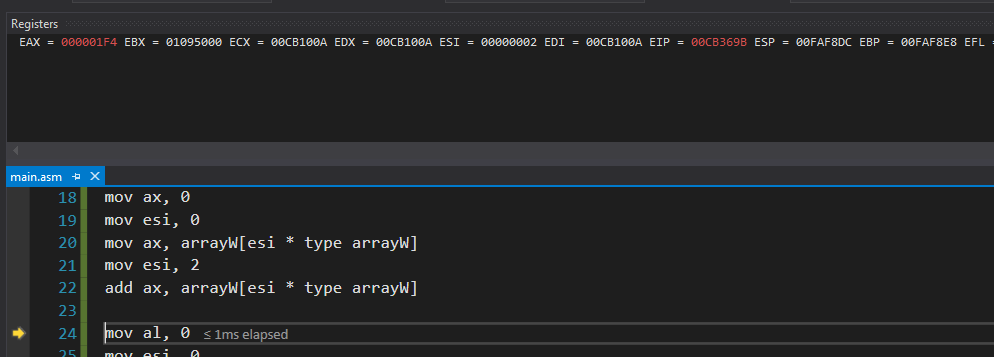 Registers
EAX = 000001F4 EBX = 01095000 ECX = 00CB100A EDX = 00CB100A ESI = 00000002 EDI = 00CB100A EIP = 00CB369B ESP = 00FAF8DC EBP = 00FAF8E8 EFL =
main.asm
18 mov ax, 0
19 mov esi, 0
20 mov ax, arrayW[esi * type arrayW]
21 mov esi, 2
22 add ax, arrayW[esi * type arrayW]
23
24 mov al, 0 ≤ 1ms elapsed
25 mov esi, 0